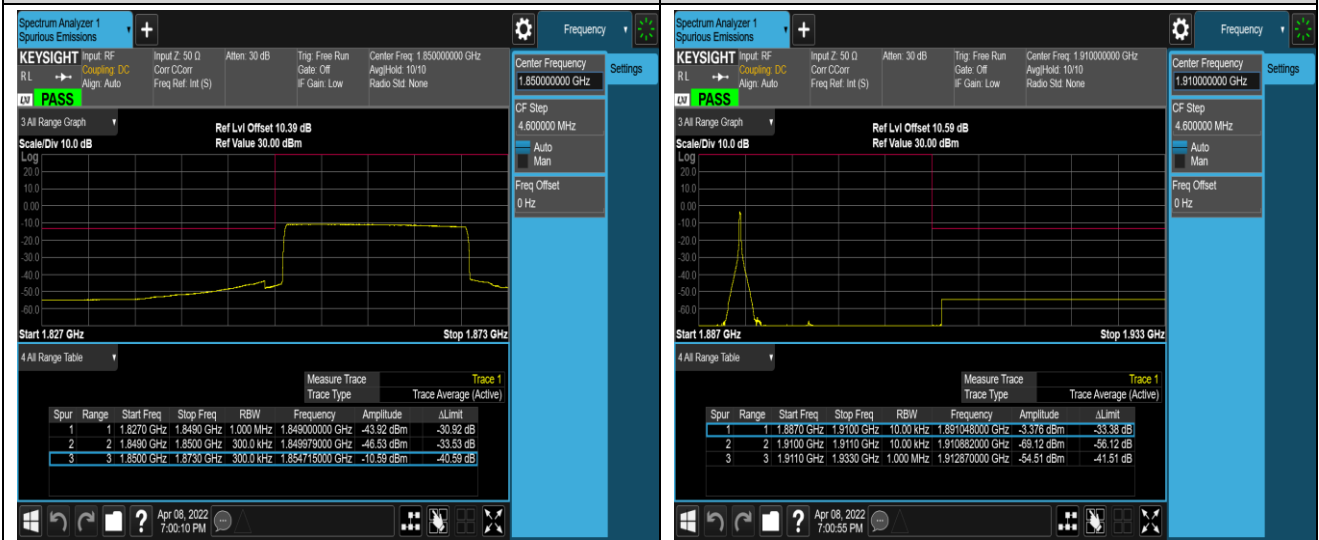 Spectrum Analyzer 1
Spurious Emissions
Frequency
KEYSIGHT Input: RF Input Z: 50 Ω Atten: 30 dB Trig: Free Run Center Freq: 1.850000000 GHz
Coupling: DC Corr CCorr Gate: Off Avg|Hold: 10/10
RL Align: Auto Freq Ref: Int (S) IF Gain: Low Radio Std: None
LXI PASS
Center Frequency
1.850000000 GHz
Settings
CF Step
4.600000 MHz
Auto
Man
Freq Offset
0 Hz
3 All Range Graph
Ref Lvl Offset 10.39 dB
Scale/Div 10.0 dB Ref Value 30.00 dBm
Log
20.0
10.0
0.00
-10.0
-20.0
-30.0
-40.0
-50.0
-60.0
Start 1.827 GHz Stop 1.873 GHz
4 All Range Table
Measure Trace Trace 1
Trace Type Trace Average (Active)
Spur Range Start Freq Stop Freq RBW Frequency Amplitude ΔLimit
1 1 1.8270 GHz 1.8490 GHz 1.000 MHz 1.849000000 GHz -43.92 dBm -30.92 dB
2 2 1.8490 GHz 1.8500 GHz 300.0 kHz 1.849979000 GHz -46.53 dBm -33.53 dB
3 3 1.8500 GHz 1.8730 GHz 300.0 kHz 1.854715000 GHz -10.59 dBm -40.59 dB
Apr 08, 2022
7:00:10 PM
Spectrum Analyzer 1
Spurious Emissions
Frequency
KEYSIGHT Input: RF Input Z: 50 Ω Atten: 30 dB Trig: Free Run Center Freq: 1.910000000 GHz
Coupling: DC Corr CCorr Gate: Off Avg|Hold: 10/10
RL Align: Auto Freq Ref: Int (S) IF Gain: Low Radio Std: None
LXI PASS
Center Frequency
1.910000000 GHz
Settings
CF Step
4.600000 MHz
Auto
Man
Freq Offset
0 Hz
3 All Range Graph
Ref Lvl Offset 10.59 dB
Scale/Div 10.0 dB Ref Value 30.00 dBm
Log
20.0
10.0
0.00
-10.0
-20.0
-30.0
-40.0
-50.0
-60.0
Start 1.887 GHz Stop 1.933 GHz
4 All Range Table
Measure Trace Trace 1
Trace Type Trace Average (Active)
Spur Range Start Freq Stop Freq RBW Frequency Amplitude ΔLimit
1 1 1.8870 GHz 1.9100 GHz 10.00 kHz 1.891048000 GHz -3.376 dBm -33.38 dB
2 2 1.9100 GHz 1.9110 GHz 10.00 kHz 1.910882000 GHz -69.12 dBm -56.12 dB
3 3 1.9110 GHz 1.9330 GHz 1.000 MHz 1.912870000 GHz -54.51 dBm -41.51 dB
Apr 08, 2022
7:00:55 PM